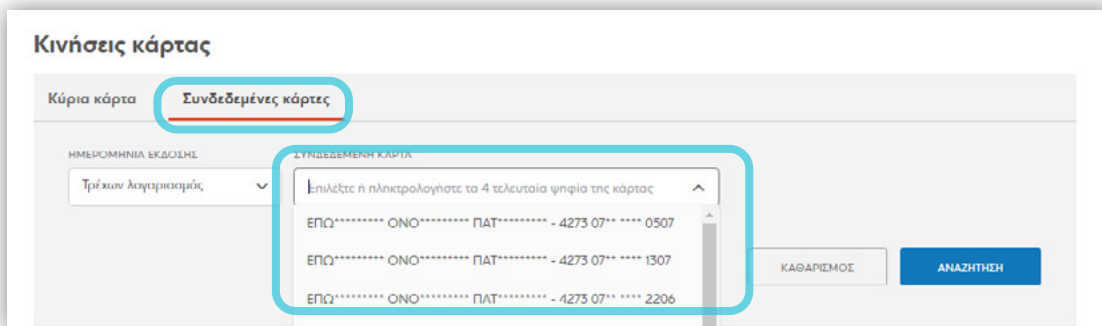 Κινήσεις κάρτας
Κύρια κάρτα Συνδεδεμένες κάρτες
ΗΜΕΡΟΜΗΝΙΑ ΕΚΔΟΣΗΣ ΣΥΝΔΕΔΕΜΕΝΗ ΚΑΡΤΑ
Τρέχων λογαριασμός Επιλέξτε ή πληκτρολογήστε τα 4 τελευταία ψηφία της κάρτας
ΕΠΩ********* ΟΝΟ********* ΠΑΤ********* - 4273 07** **** 0507
ΕΠΩ********* ΟΝΟ********* ΠΑΤ********* - 4273 07** **** 1307
ΚΑΘΑΡΙΣΜΟΣ ΑΝΑΖΗΤΗΣΗ
ΕΠΩ********* ΟΝΟ********* ΠΑΤ********* - 4273 07** **** 2206